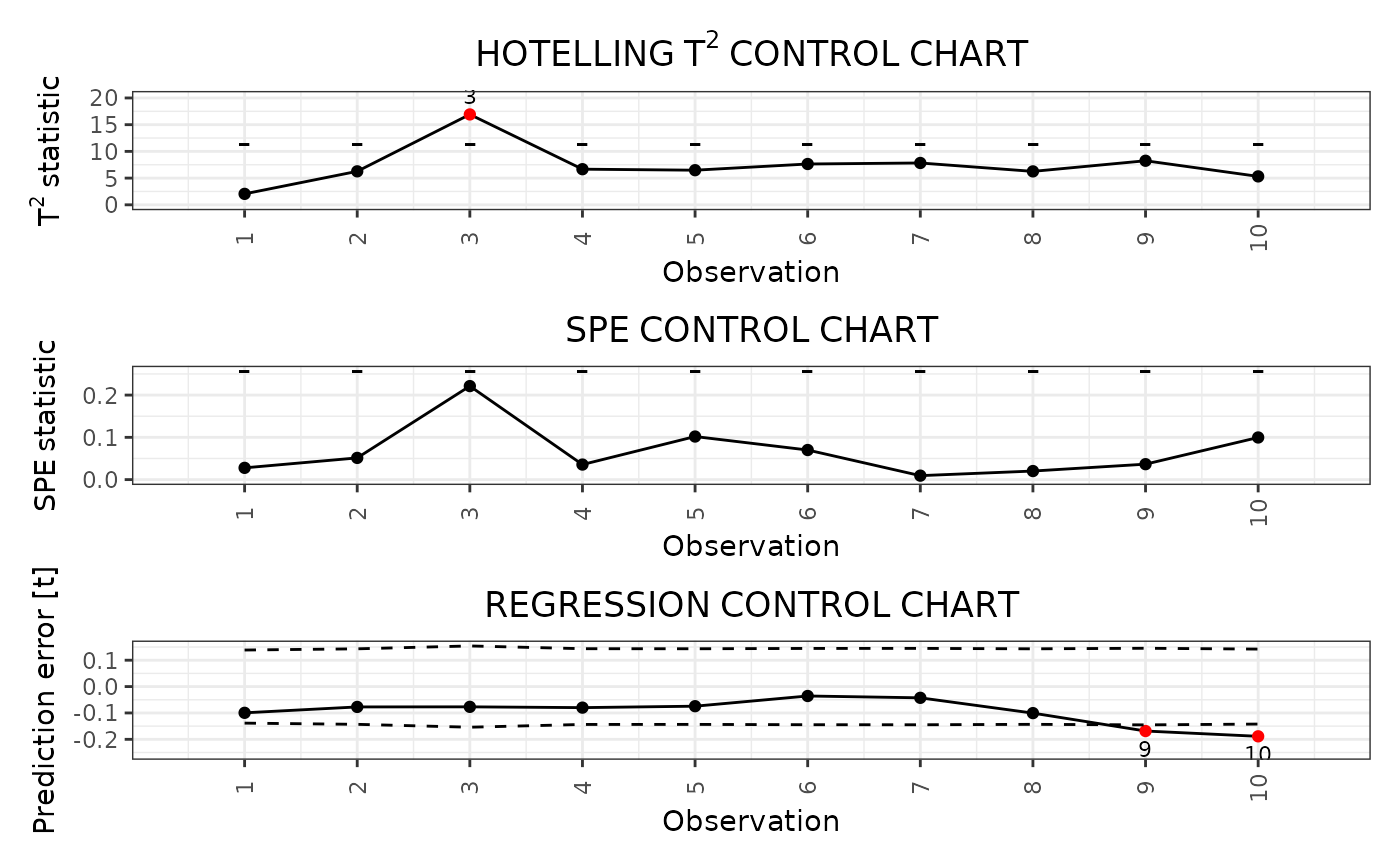 HOTELLING T² CONTROL CHART
T² statistic
20
15
10
5
0
3
1 2 3 4 5 6 7 8 9 10
Observation
SPE CONTROL CHART
SPE statistic
0.2
0.1
0.0
1 2 3 4 5 6 7 8 9 10
Observation
REGRESSION CONTROL CHART
Prediction error [t]
0.1
0.0
-0.1
-0.2
9 10
1 2 3 4 5 6 7 8 9 10
Observation